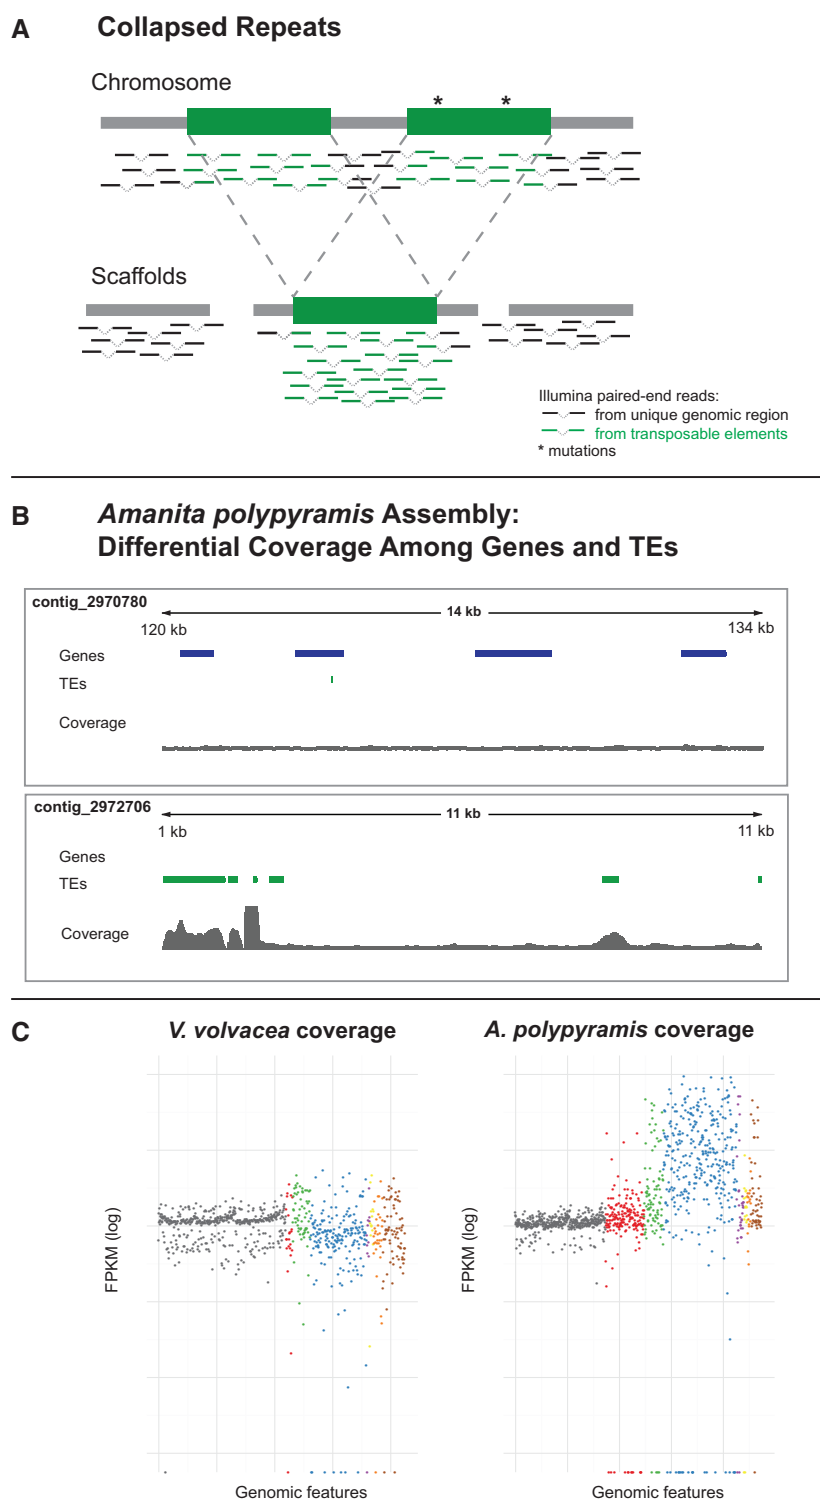 A Collapsed Repeats
Chromosome
* *
Scaffolds
Illumina paired-end reads:
from unique genomic region
from transposable elements
* mutations
B Amanita polypyramis Assembly:
Differential Coverage Among Genes and TEs
contig_2970780
14 kb
120 kb 134 kb
Genes
TEs
Coverage
contig_2972706
11 kb
1 kb 11 kb
Genes
TEs
Coverage
C V. volvacea coverage A. polypyramis coverage
FPKM (log) FPKM (log)
Genomic features Genomic features